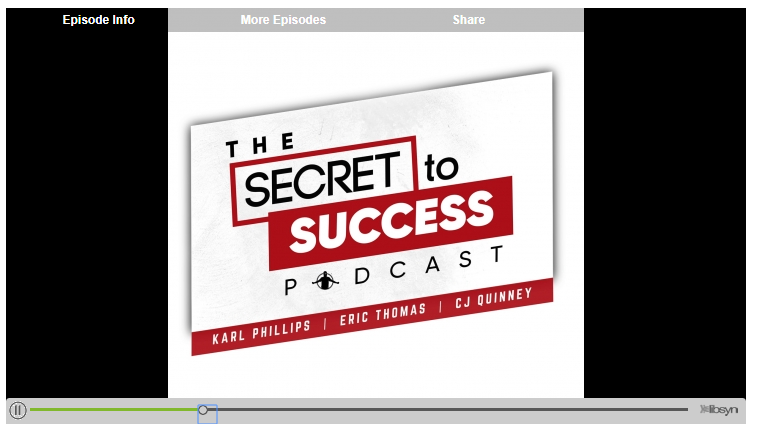 Episode Info More Episodes Share
THE
SECRET to
SUCCESS
PODCAST
KARL PHILLIPS | ERIC THOMAS | CJ QUINNEY
libsyn